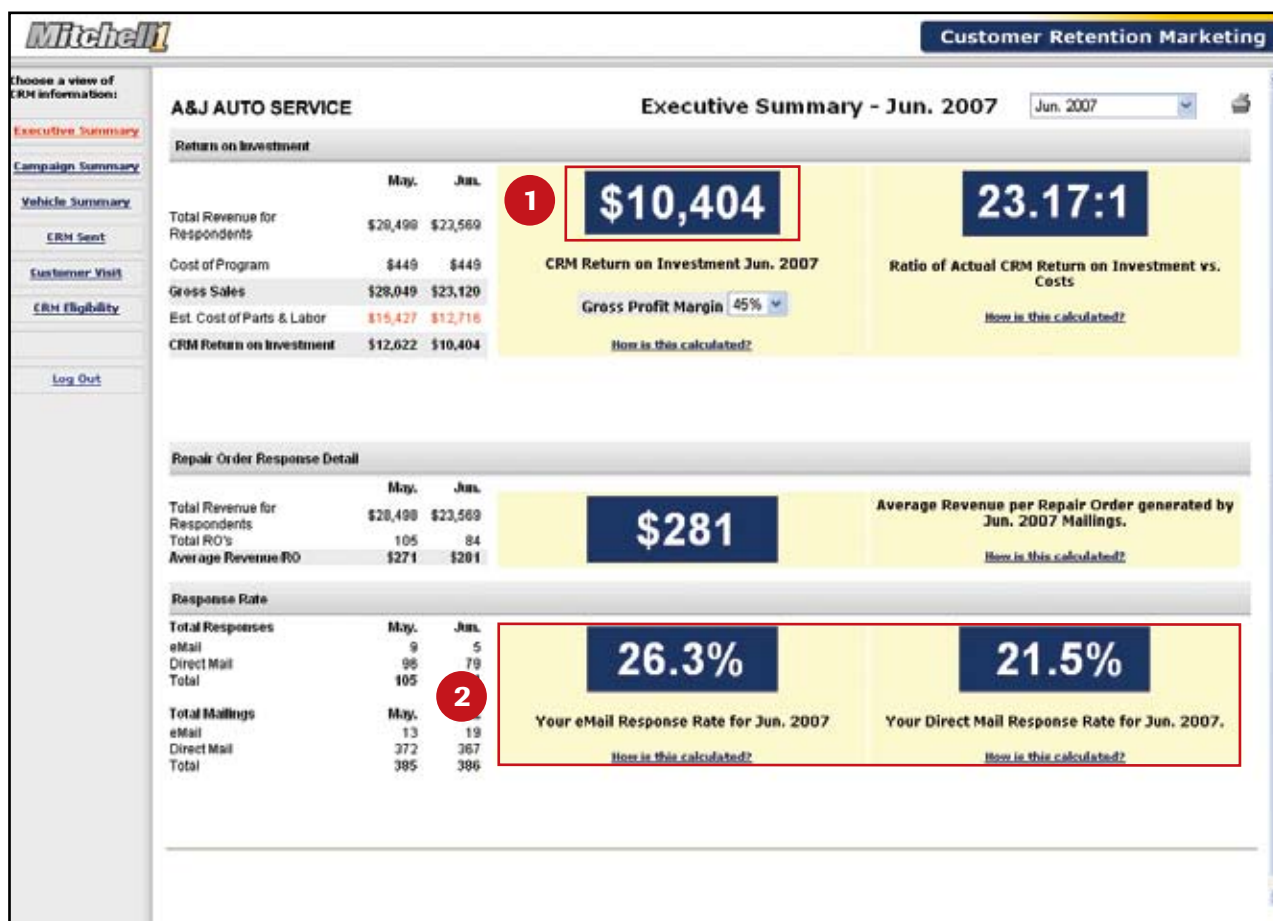 Mitchell1
Customer Retention Marketing
Choose a view of
CRM information:
Executive Summary
Campaign Summary
Vehicle Summary
CRM Sent
Customer Visit
CRM Eligibility
Log Out
A&J AUTO SERVICE
Executive Summary - Jun. 2007
Jun. 2007
Return on Investment
May. Jun.
Total Revenue for
Respondents $28,498 $23,569
Cost of Program $449 $449
Gross Sales $28,049 $23,120
Est. Cost of Parts & Labor $15,427 $12,716
CRM Return on Investment $12,622 $10,404
1
$10,404
CRM Return on Investment Jun. 2007
Gross Profit Margin 45%
How is this calculated?
23.17:1
Ratio of Actual CRM Return on Investment vs.
Costs
How is this calculated?
Repair Order Response Detail
May. Jun.
Total Revenue for
Respondents $28,498 $23,569
Total RO's 105 84
Average Revenue/RO $271 $281
$281
Average Revenue per Repair Order generated by
Jun. 2007 Mailings.
How is this calculated?
Response Rate
Total Responses May. Jun.
eMail 9 5
Direct Mail 96 79
Total 105
Total Mailings May.
eMail 13 19
Direct Mail 372 367
Total 385 386
2
26.3%
Your eMail Response Rate for Jun. 2007
How is this calculated?
21.5%
Your Direct Mail Response Rate for Jun. 2007.
How is this calculated?